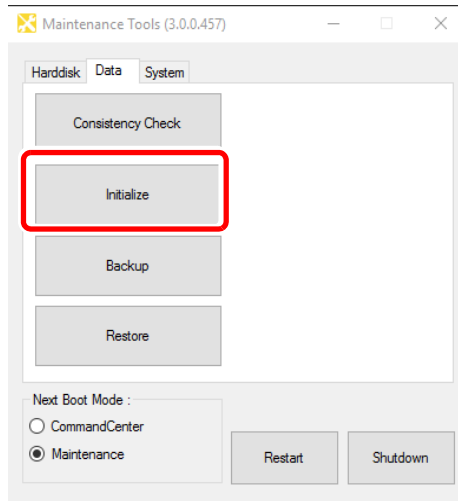 Maintenance Tools (3.0.0.457)
Harddisk Data System
Consistency Check
Initialize
Backup
Restore
Next Boot Mode :
CommandCenter
Maintenance
Restart Shutdown